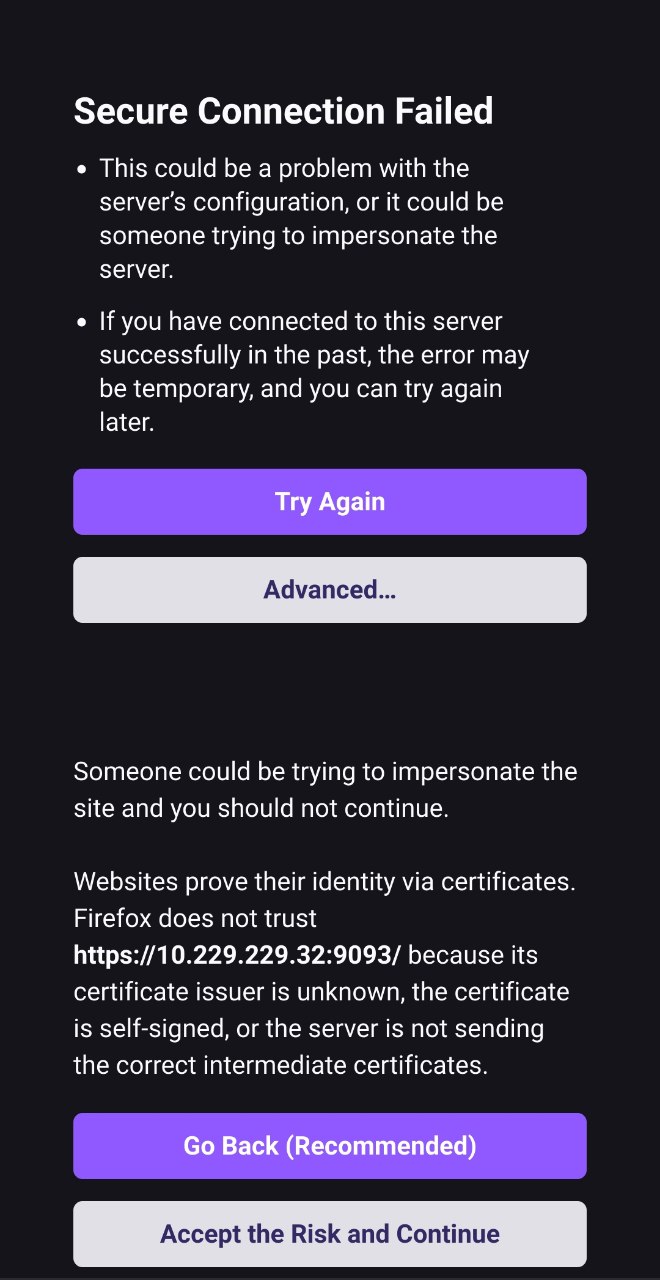 Secure Connection Failed
• This could be a problem with the
server’s configuration, or it could be
someone trying to impersonate the
server.
• If you have connected to this server
successfully in the past, the error may
be temporary, and you can try again
later.
Try Again
Advanced…
Someone could be trying to impersonate the
site and you should not continue.
Websites prove their identity via certificates.
Firefox does not trust
https://10.229.229.32:9093/ because its
certificate issuer is unknown, the certificate
is self-signed, or the server is not sending
the correct intermediate certificates.
Go Back (Recommended)
Accept the Risk and Continue